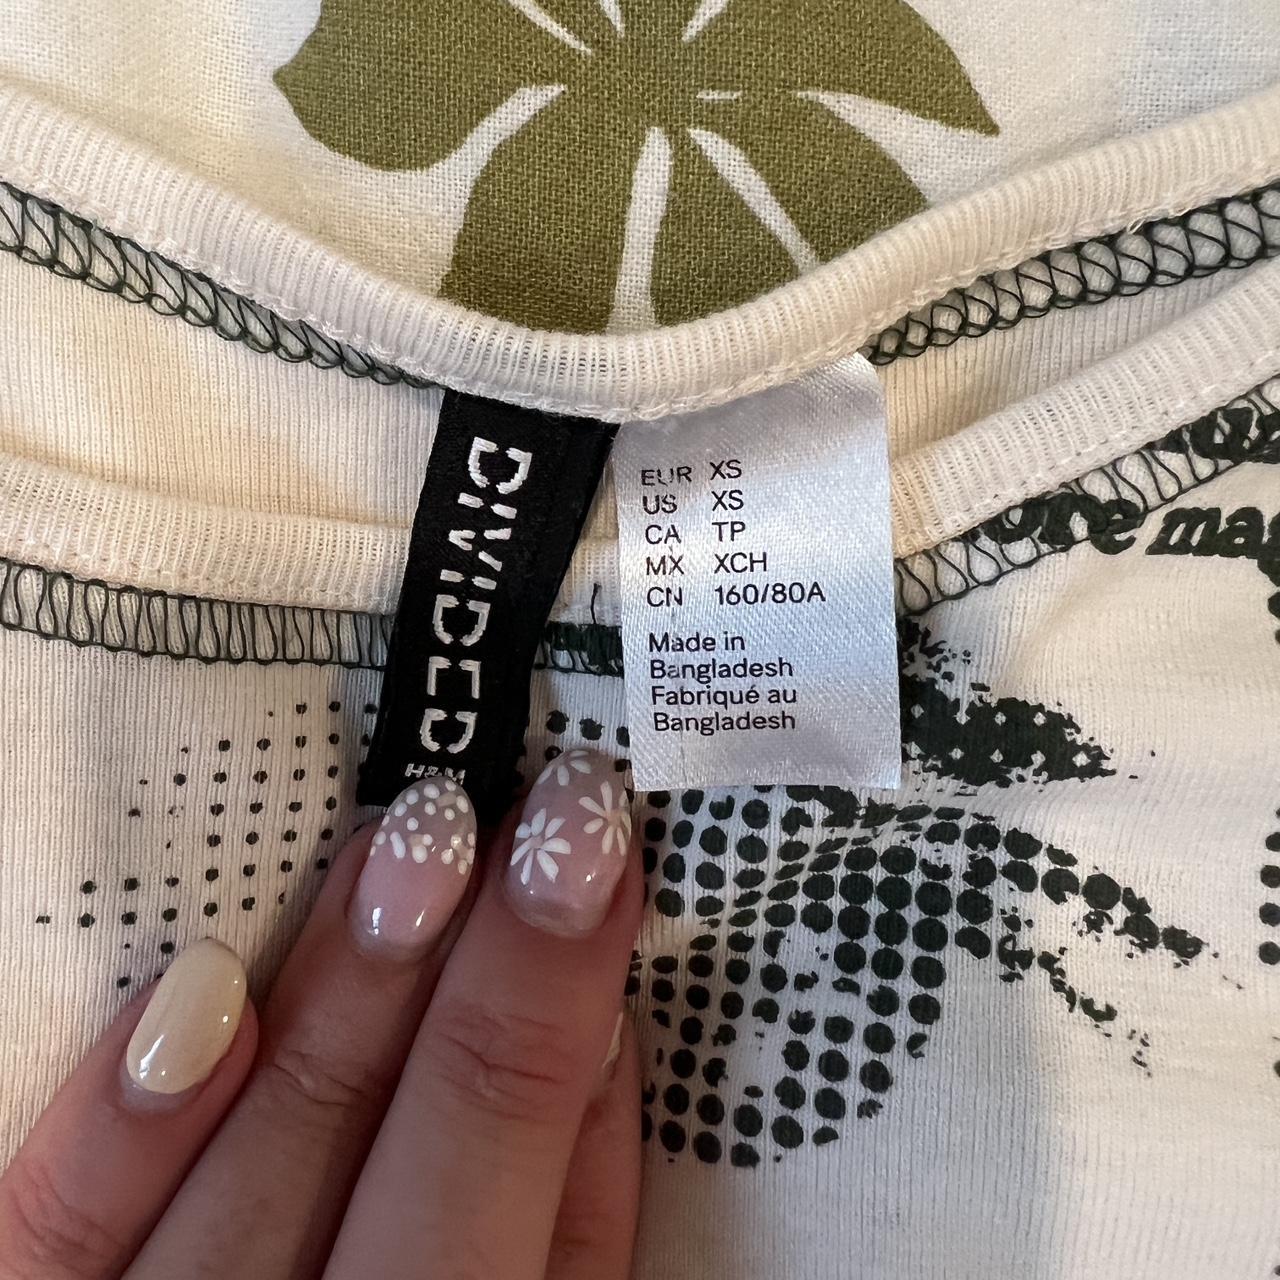 DIVIDED
H&M
EUR XS
US XS
CA TP
MX XCH
CN 160/80A
Made in
Bangladesh
Fabriqué au
Bangladesh